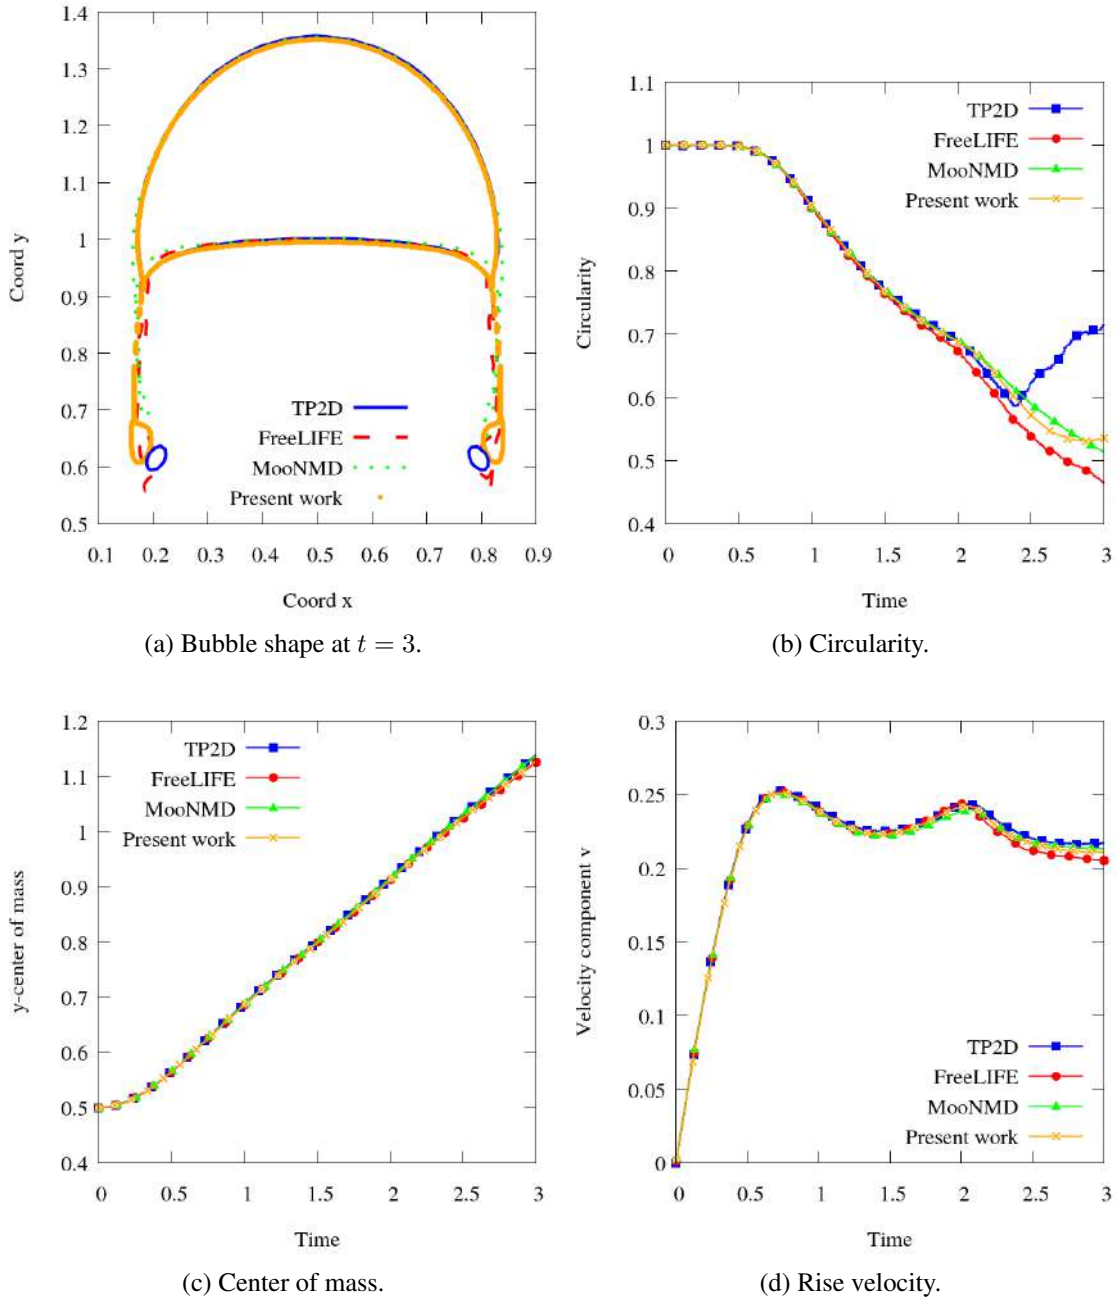 1.4
1.3
1.2
1.1
1
0.9
0.8
0.7
0.6
0.5
Coord y
TP2D
FreeLIFE
MooNMD
Present work
0.1 0.2 0.3 0.4 0.5 0.6 0.7 0.8 0.9
Coord x
(a) Bubble shape at t = 3.
1.1
1
0.9
0.8
0.7
0.6
0.5
0.4
Circularity
TP2D
FreeLIFE
MooNMD
Present work
0 0.5 1 1.5 2 2.5 3
Time
(b) Circularity.
1.2
1.1
1
0.9
0.8
0.7
0.6
0.5
0.4
y-center of mass
TP2D
FreeLIFE
MooNMD
Present work
0 0.5 1 1.5 2 2.5 3
Time
(c) Center of mass.
0.3
0.25
0.2
0.15
0.1
0.05
0
Velocity component v
TP2D
FreeLIFE
MooNMD
Present work
0 0.5 1 1.5 2 2.5 3
Time
(d) Rise velocity.